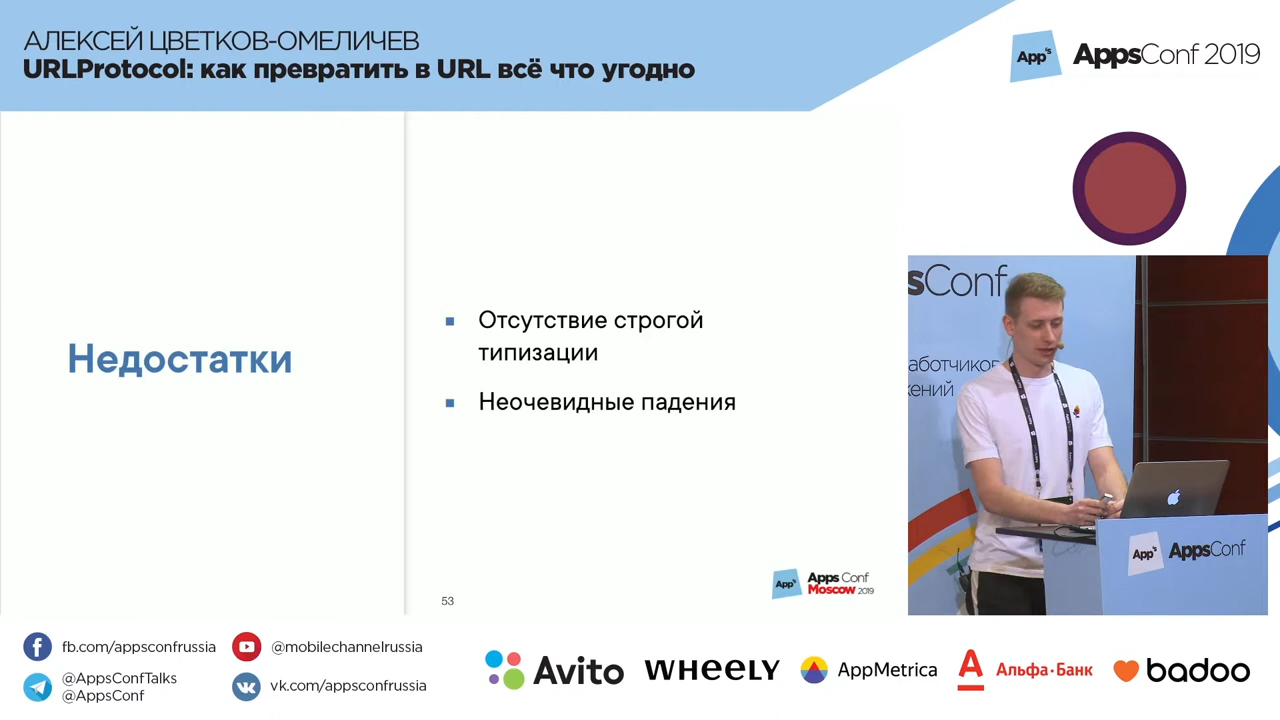 АЛЕКСЕЙ ЦВЕТКОВ-ОМЕЛИЧЕВ
URLProtocol: как превратить в URL всё что угодно
App's AppsConf 2019
Недостатки
Отсутствие строгой
типизации
Неочевидные падения
53
App's Apps Conf
Moscow 2019
sConf
аботчиков
ений
App's AppsConf
fb.com/appsconfrussia
@mobilechannelrussia
@AppsConfTalks
@AppsConf
vk.com/appsconfrussia
Avito
WHEELY
AppMetrica
А Альфа·Банк
badoo